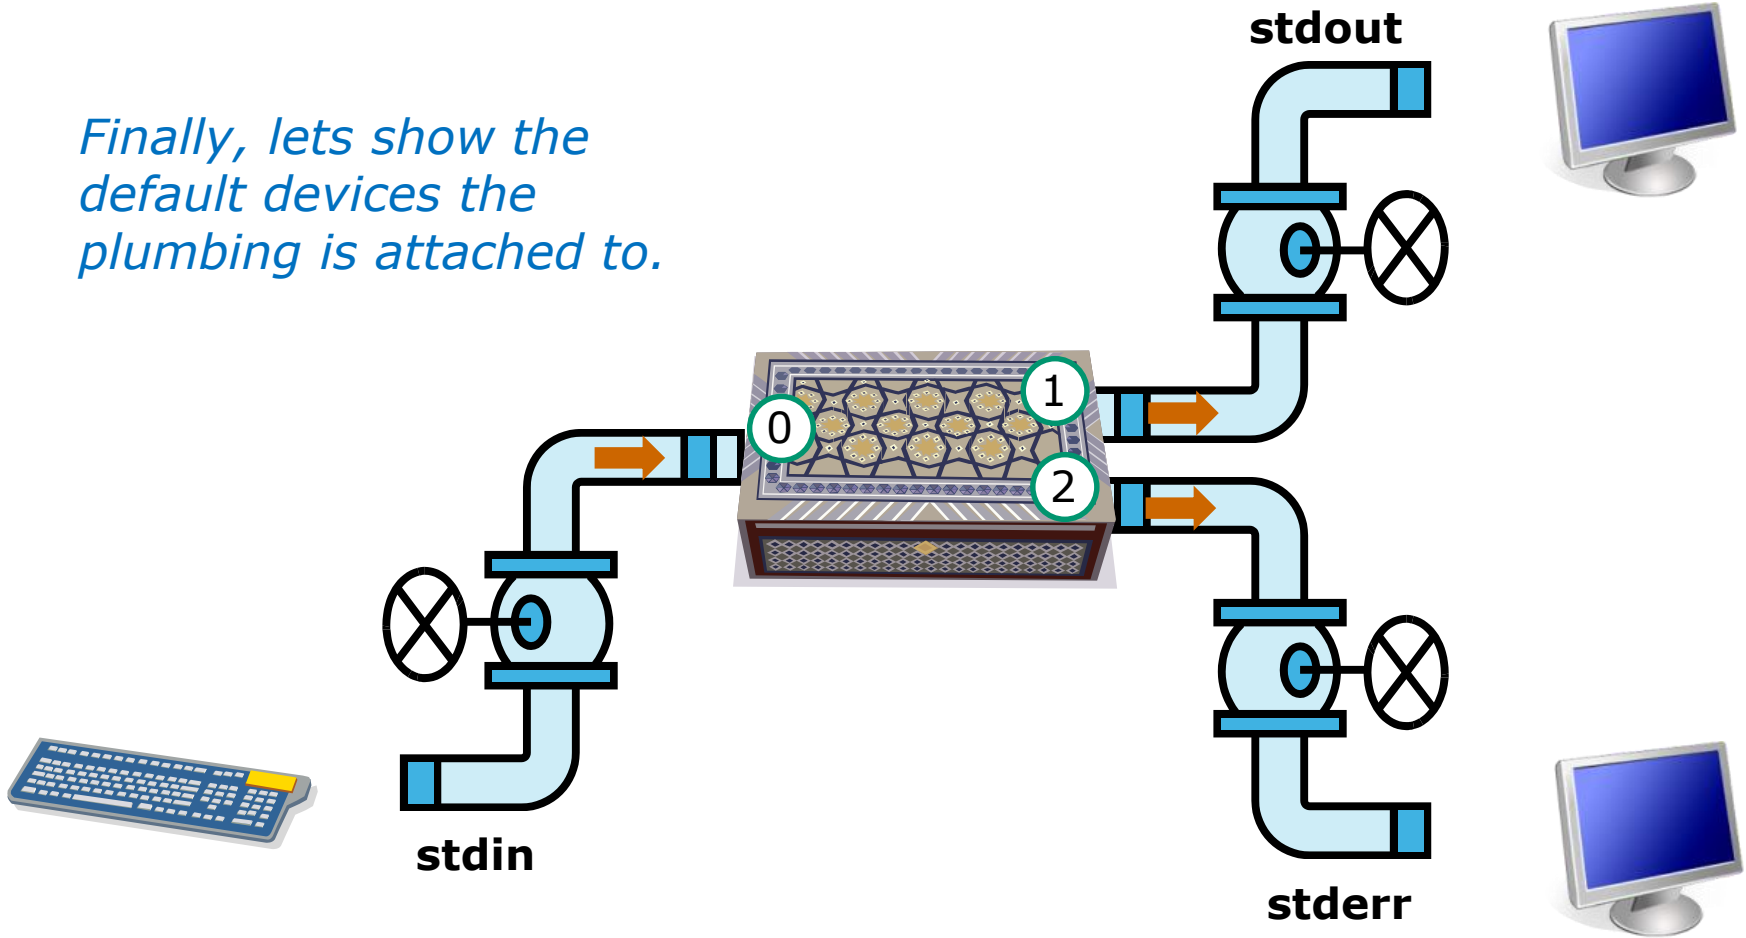 stdout
Finally, lets show the
default devices the
plumbing is attached to.
1
0
2
stdin
stderr